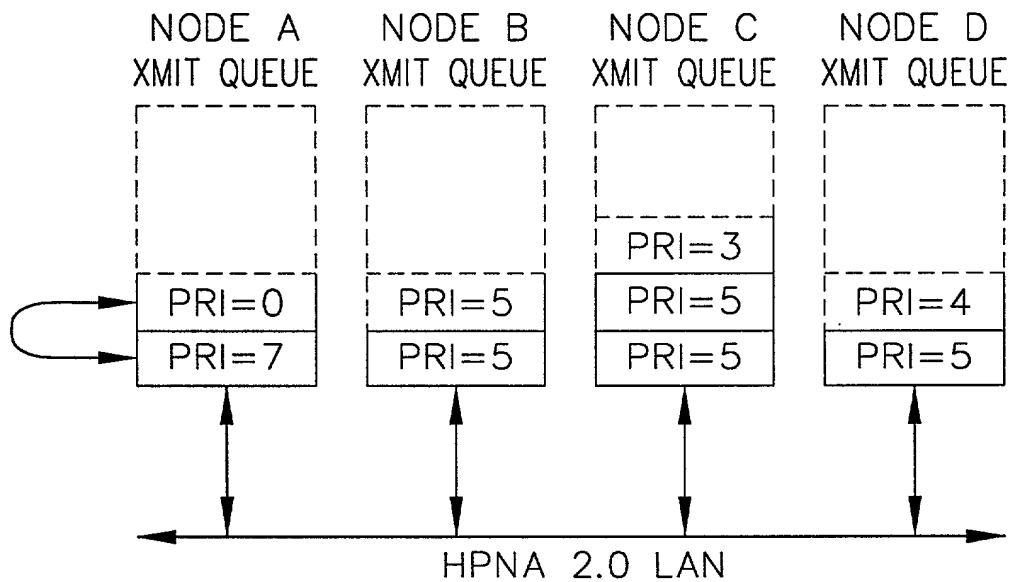 NODE A
XMIT QUEUE
NODE B
XMIT QUEUE
NODE C
XMIT QUEUE
NODE D
XMIT QUEUE
PRI=0
PRI=7
PRI=5
PRI=5
PRI=3
PRI=5
PRI=5
PRI=4
PRI=5
HPNA 2.0 LAN